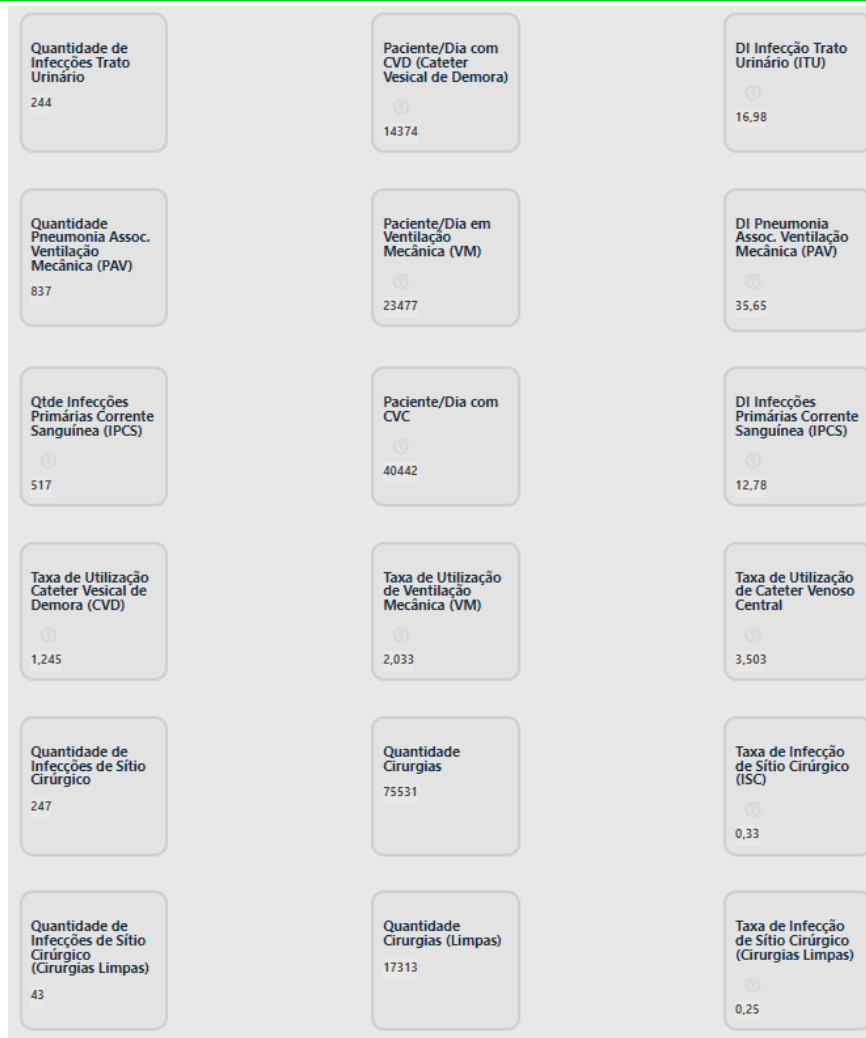 Quantidade de
Infecções Trato
Urinário
244
Paciente/Dia com
CVD (Cateter
Vesical de Demora)
14374
DI Infecção Trato
Urinário (ITU)
16,98
Quantidade
Pneumonia Assoc.
Ventilação
Mecânica (PAV)
837
Paciente/Dia em
Ventilação
Mecânica (VM)
23477
DI Pneumonia
Assoc. Ventilação
Mecânica (PAV)
35,65
Qtde Infecções
Primárias Corrente
Sanguínea (IPCS)
517
Paciente/Dia com
CVC
40442
DI Infecções
Primárias Corrente
Sanguínea (IPCS)
12,78
Taxa de Utilização
Cateter Vesical de
Demora (CVD)
1,245
Taxa de Utilização
de Ventilação
Mecânica (VM)
2,033
Taxa de Utilização
de Cateter Venoso
Central
3,503
Quantidade de
Infecções de Sítio
Cirúrgico
247
Quantidade
Cirurgias
75531
Taxa de Infecção
de Sítio Cirúrgico
(ISC)
0,33
Quantidade de
Infecções de Sítio
Cirúrgico
(Cirurgias Limpas)
43
Quantidade
Cirurgias (Limpas)
17313
Taxa de Infecção
de Sítio Cirúrgico
(Cirurgias Limpas)
0,25